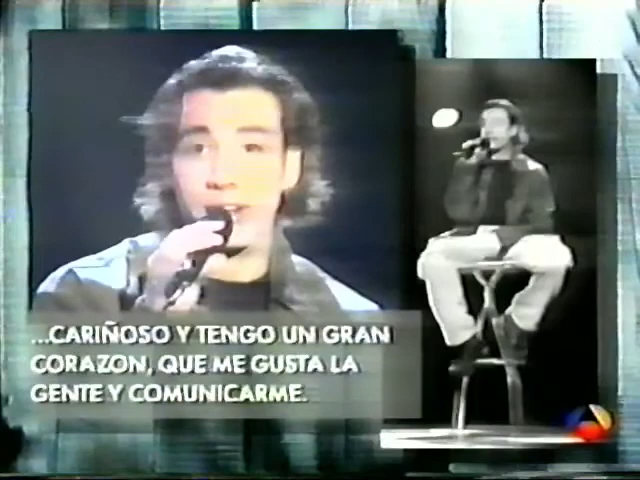 ...CARIÑOSO Y TENGO UN GRAN
CORAZON, QUE ME GUSTA LA
GENTE Y COMUNICARME.